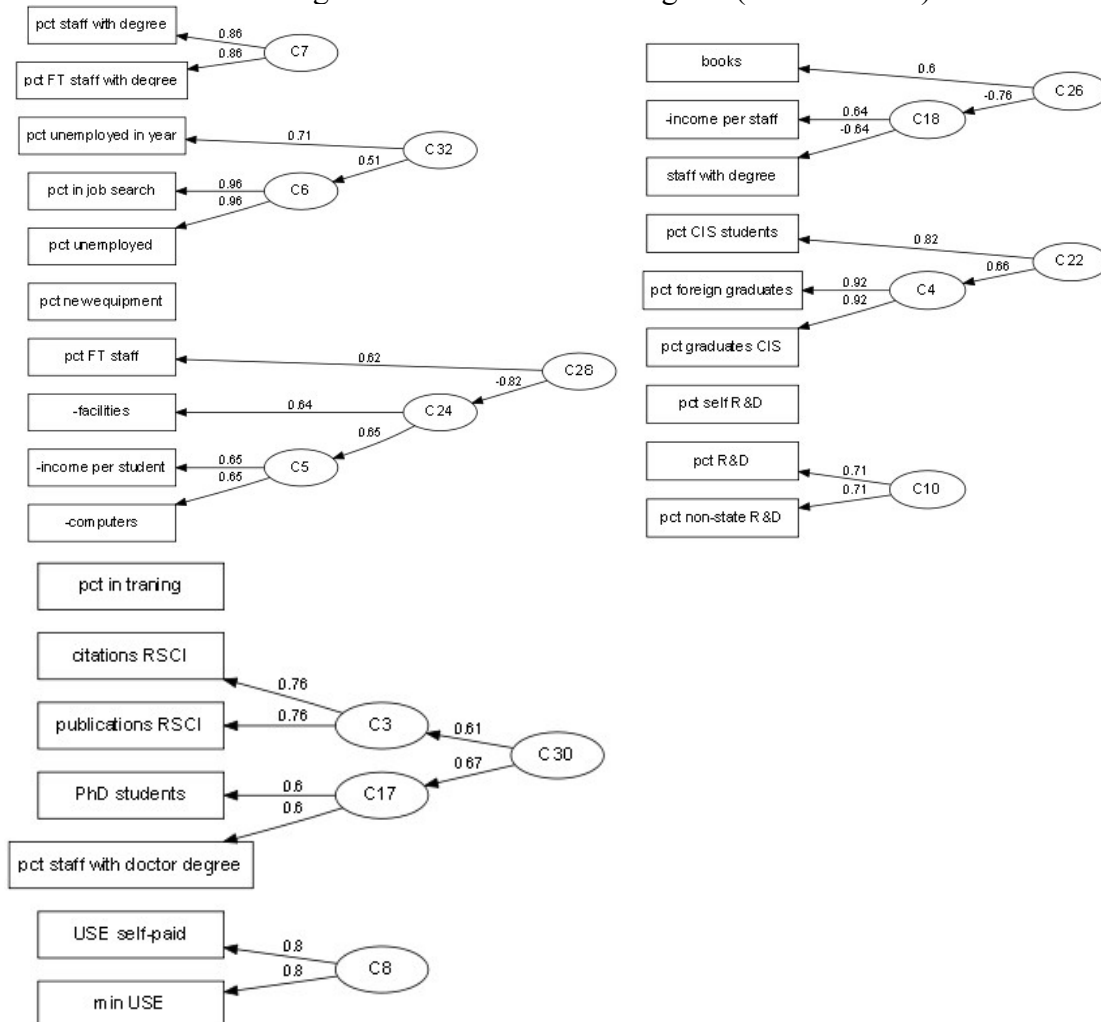 pct staff with degree
0.86
C7
0.86
pct FT staff with degree
pct unemployed in year
0.71
C32
0.51
pct in job search
0.96
C6
0.96
pct unemployed
pct newequipment
pct FT staff
0.62
C28
-0.82
-facilities
0.64
C24
0.65
-income per student
0.65
C5
0.65
-computers
books
0.6
C26
-0.76
-income per staff
0.64
C18
-0.64
staff with degree
pct CIS students
0.82
C22
0.66
pct foreign graduates
0.92
C4
0.92
pct graduates CIS
pct self R&D
pct R&D
0.71
C10
0.71
pct non-state R&D
pct in traning
citations RSCI
0.76
publications RSCI
0.76
C3
0.61
C30
0.67
PhD students
0.6
C17
0.6
pct staff with doctor degree
USE self-paid
0.8
C8
0.8
min USE